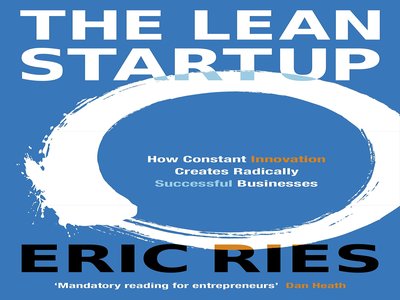 THE LEAN
STARTUP
How Constant Innovation
Creates Radically
Successful Businesses
ERIC RIES
‘Mandatory reading for entrepreneurs’ Dan Heath